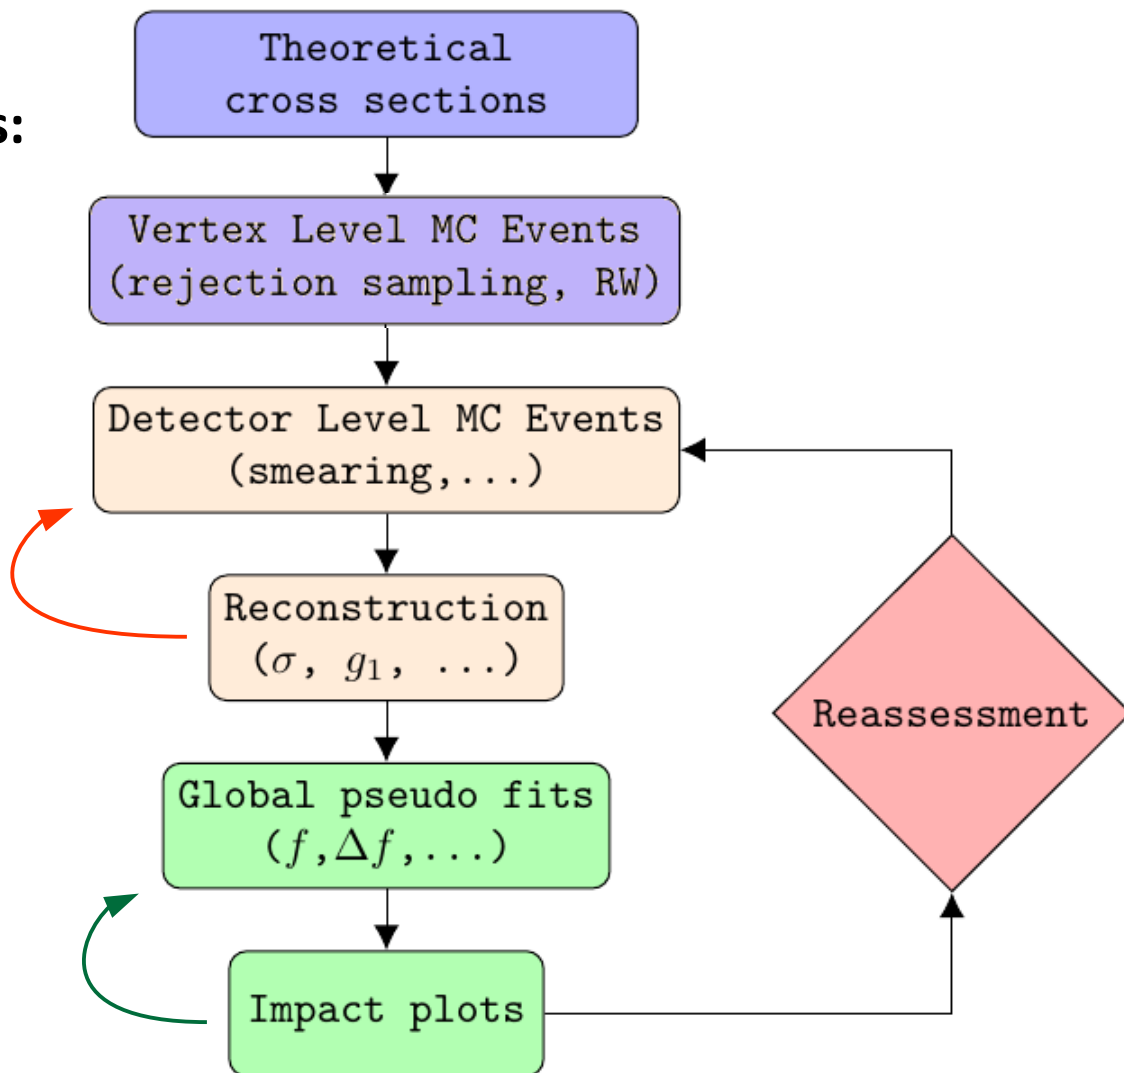 s:
Theoretical
cross sections
Vertex Level MC Events
(rejection sampling, RW)
Detector Level MC Events
(smearing,...)
Reconstruction
(σ, g₁, ...)
Reassessment
Global pseudo fits
(f,Δf,...)
Impact plots